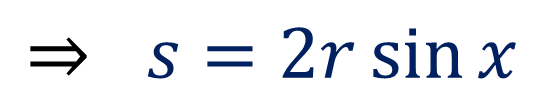 ⇒ s = 2r sin x